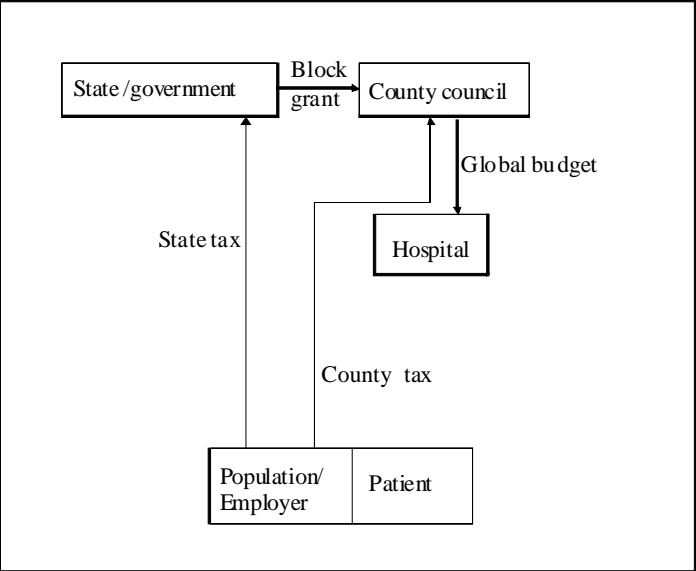 State/government
Block
grant
County council
Global budget
State tax
Hospital
County tax
Population/
Employer
Patient